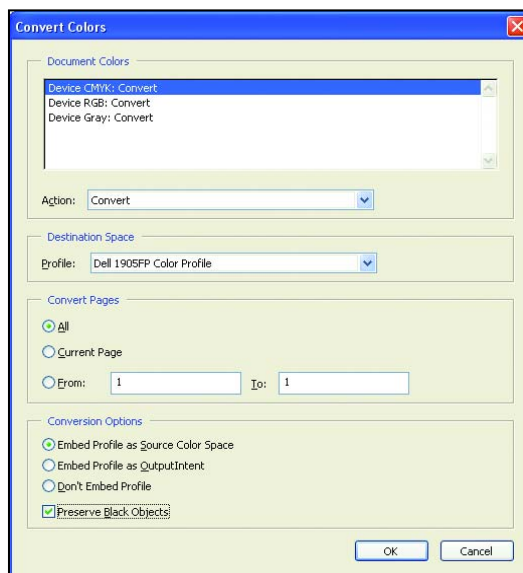 Convert Colors
Document Colors
Device CMYK: Convert
Device RGB: Convert
Device Gray: Convert
Action: Convert
Destination Space
Profile: Dell 1905FP Color Profile
Convert Pages
All
Current Page
From: 1 To: 1
Conversion Options
Embed Profile as Source Color Space
Embed Profile as OutputIntent
Don't Embed Profile
Preserve Black Objects
OK Cancel